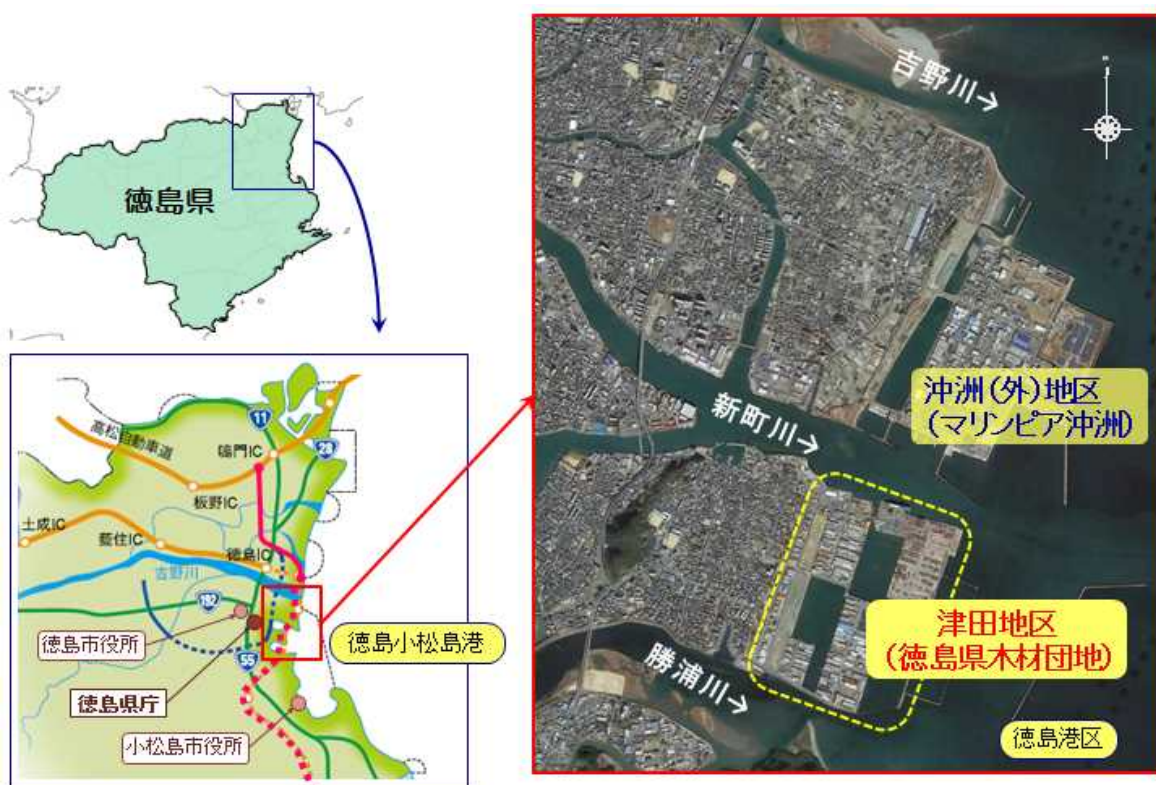 徳島県
11
高松自動車道
鳴門IC
28
板野IC
土成IC
藍住IC
徳島IC
吉野川
192
徳島市役所
徳島小松島港
55
徳島県庁
小松島市役所
吉野川→
新町川→
沖洲(外)地区
(マリンピア沖洲)
津田地区
(徳島県木材団地)
勝浦川→
徳島港区